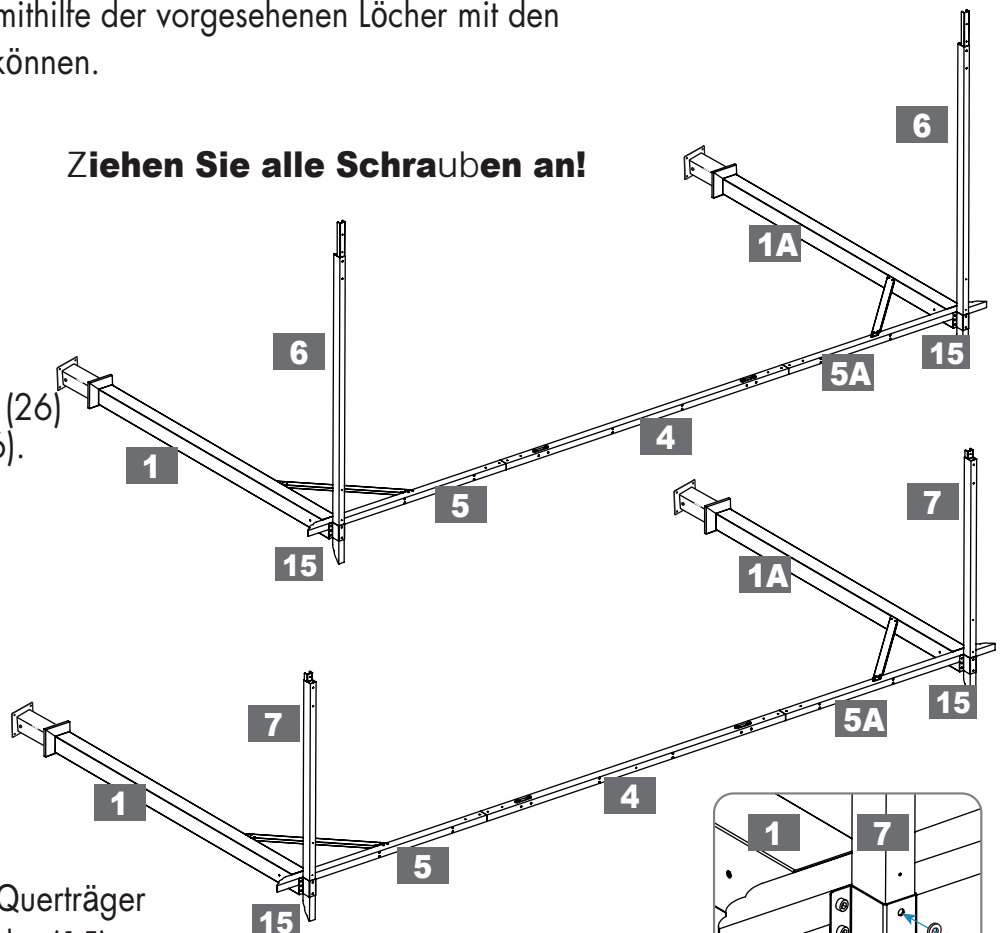 mithilfe der vorgesehenen Löcher mit den
können.
Ziehen Sie alle Schrauben an!
6
1A
15
5A
6
(26)
4
1
5
15
7
1A
15
5A
7
4
1
5
1
7
Querträger
15